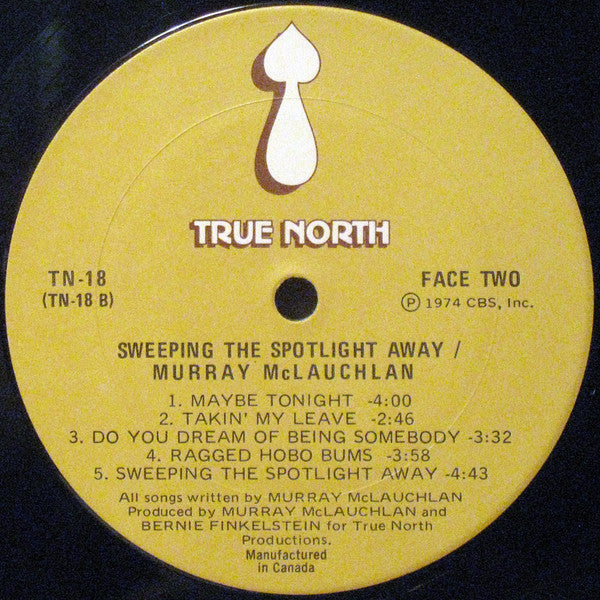 TRUE NORTH
TN-18
(TN-18 B)
FACE TWO
Ⓟ 1974 CBS, Inc.
SWEEPING THE SPOTLIGHT AWAY /
MURRAY McLAUCHLAN
1. MAYBE TONIGHT -4:00
2. TAKIN' MY LEAVE -2:46
3. DO YOU DREAM OF BEING SOMEBODY -3:32
4. RAGGED HOBO BUMS -3:58
5. SWEEPING THE SPOTLIGHT AWAY -4:43
All songs written by MURRAY McLAUCHLAN
Produced by MURRAY McLAUCHLAN and
BERNIE FINKELSTEIN for True North
Productions.
Manufactured
in Canada